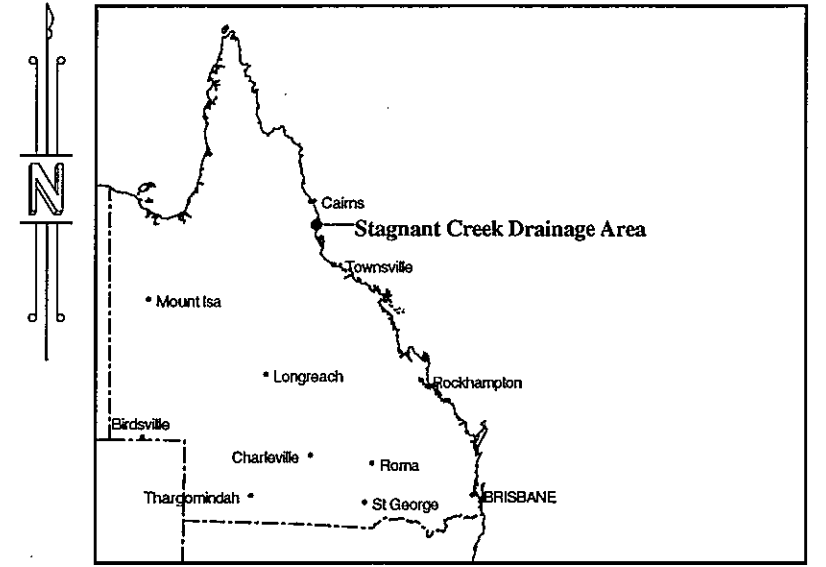 N
Cairns
Stagnant Creek Drainage Area
Townsville
Mount Isa
Longreach
Rockhampton
Birdsville
Charleville
Roma
Thargomindah
St George
BRISBANE